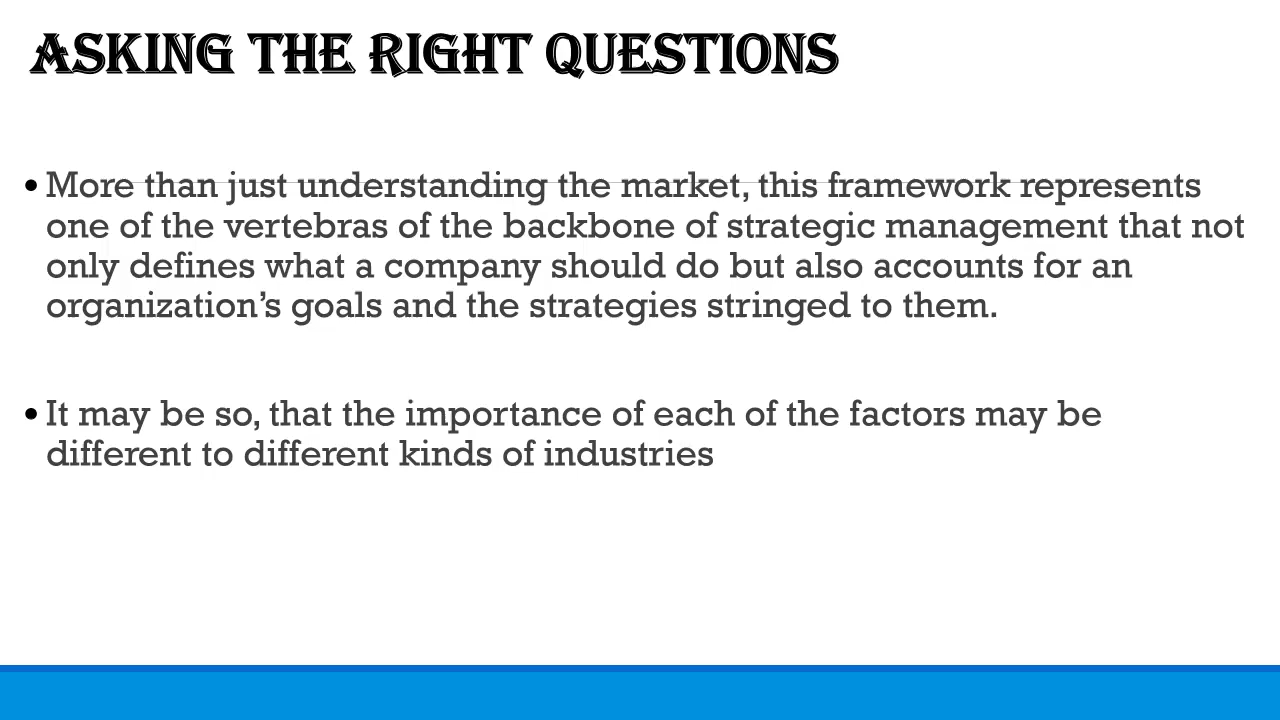 ASKING THE RIGHT QUESTIONS
• More than just understanding the market, this framework represents
one of the vertebras of the backbone of strategic management that not
only defines what a company should do but also accounts for an
organization’s goals and the strategies stringed to them.
• It may be so, that the importance of each of the factors may be
different to different kinds of industries